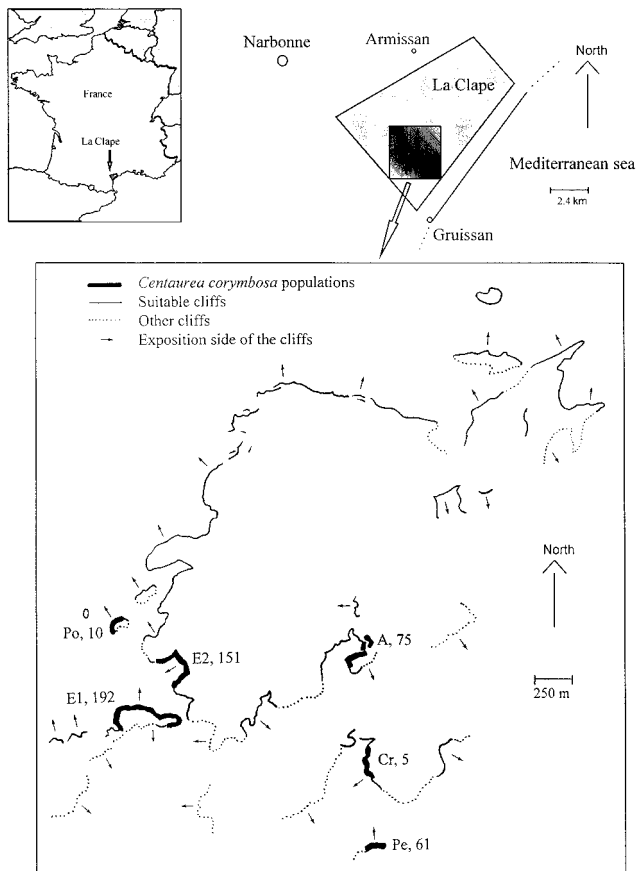 France
La Clape
Narbonne
Armissan
La Clape
North
Mediterranean sea
2.4 km
Gruissan
Centaurea corymbosa populations
Suitable cliffs
Other cliffs
Exposition side of the cliffs
North
250 m
Po, 10
E2, 151
A, 75
E1, 192
Cr, 5
Pe, 61